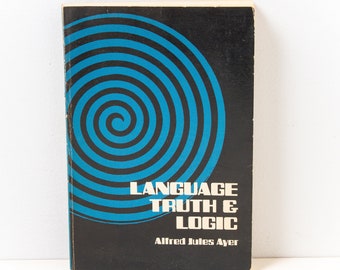 LANGUAGE
TRUTH &
LOGIC
Alfred Jules Ayer